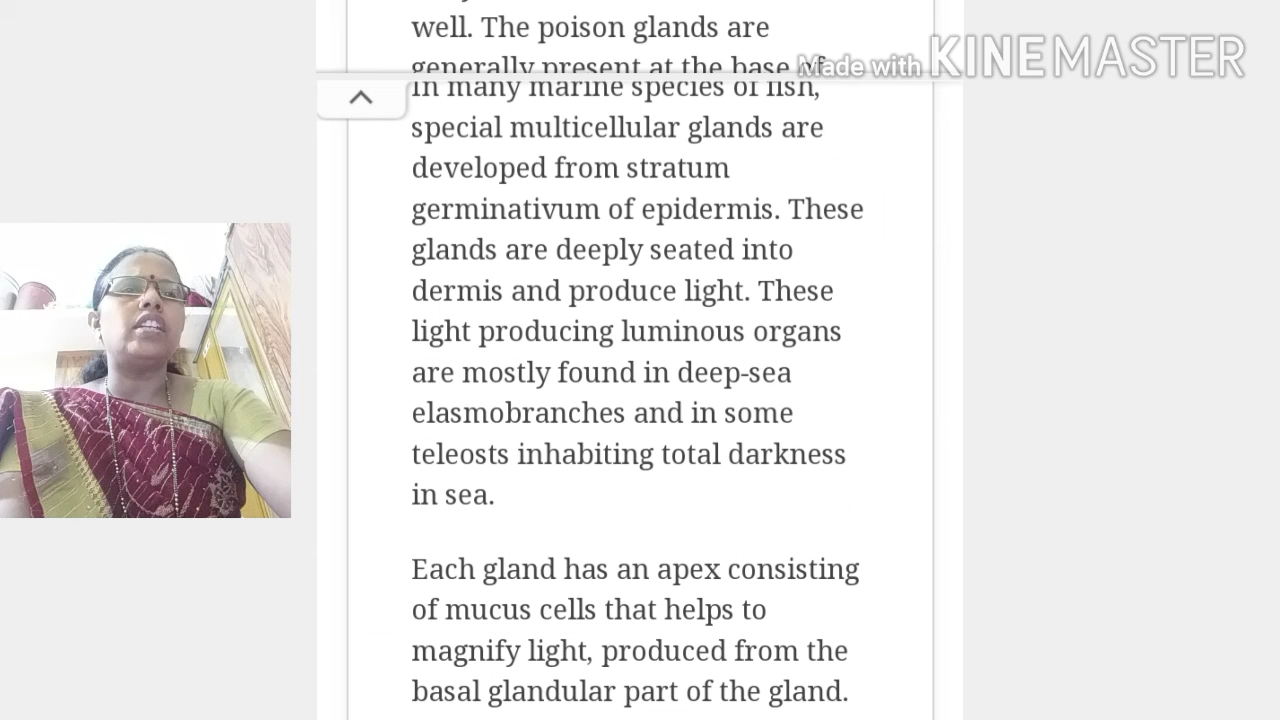 well. The poison glands are
generally present at the base of
Made with KINEMASTER
in many marine species of fish,
special multicellular glands are
developed from stratum
germinativum of epidermis. These
glands are deeply seated into
dermis and produce light. These
light producing luminous organs
are mostly found in deep-sea
elasmobranches and in some
teleosts inhabiting total darkness
in sea.
Each gland has an apex consisting
of mucus cells that helps to
magnify light, produced from the
basal glandular part of the gland.